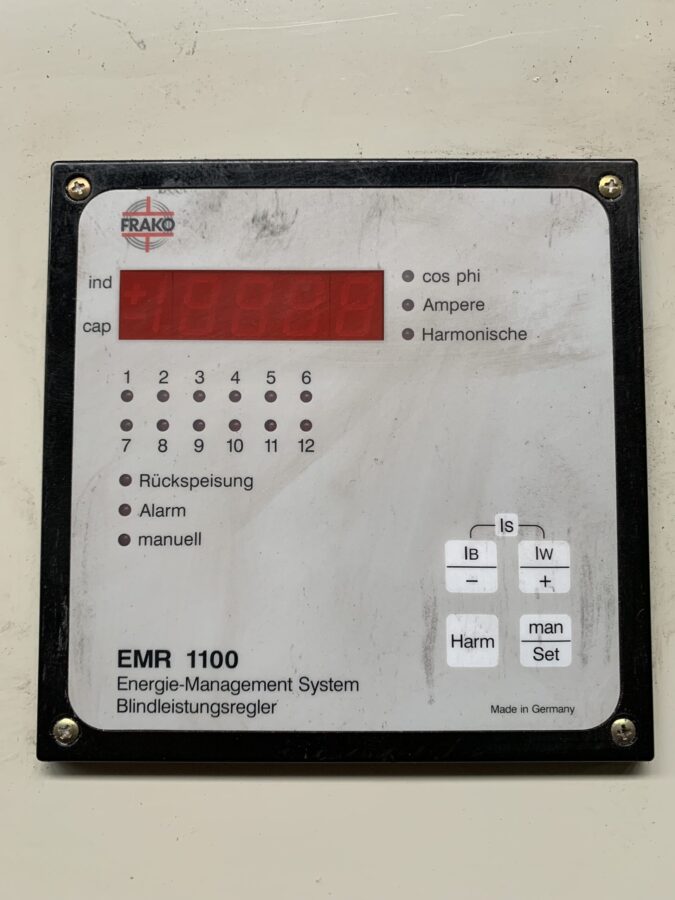 FRAKO
ind
cap
cos phi
Ampere
Harmonische
1 2 3 4 5 6
7 8 9 10 11 12
Rückspeisung
Alarm
manuell
Is
IB
–
IW
+
Harm
man
Set
EMR 1100
Energie-Management System
Blindleistungsregler
Made in Germany